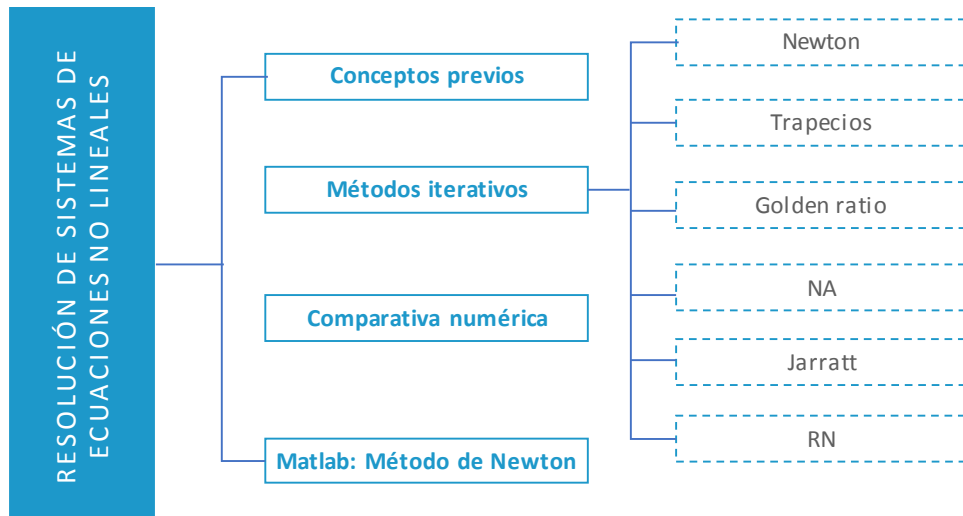 RESOLUCIÓN DE SISTEMAS DE
ECUACIONES NO LINEALES
Conceptos previos
Métodos iterativos
Comparativa numérica
Matlab: Método de Newton
Newton
Trapecios
Golden ratio
NA
Jarratt
RN